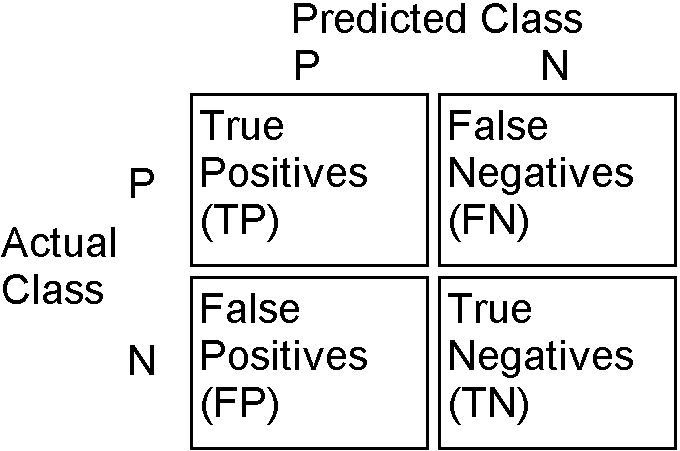 Predicted Class
P N
True
Positives
(TP)
False
Negatives
(FN)
P
Actual
Class
N
False
Positives
(FP)
True
Negatives
(TN)